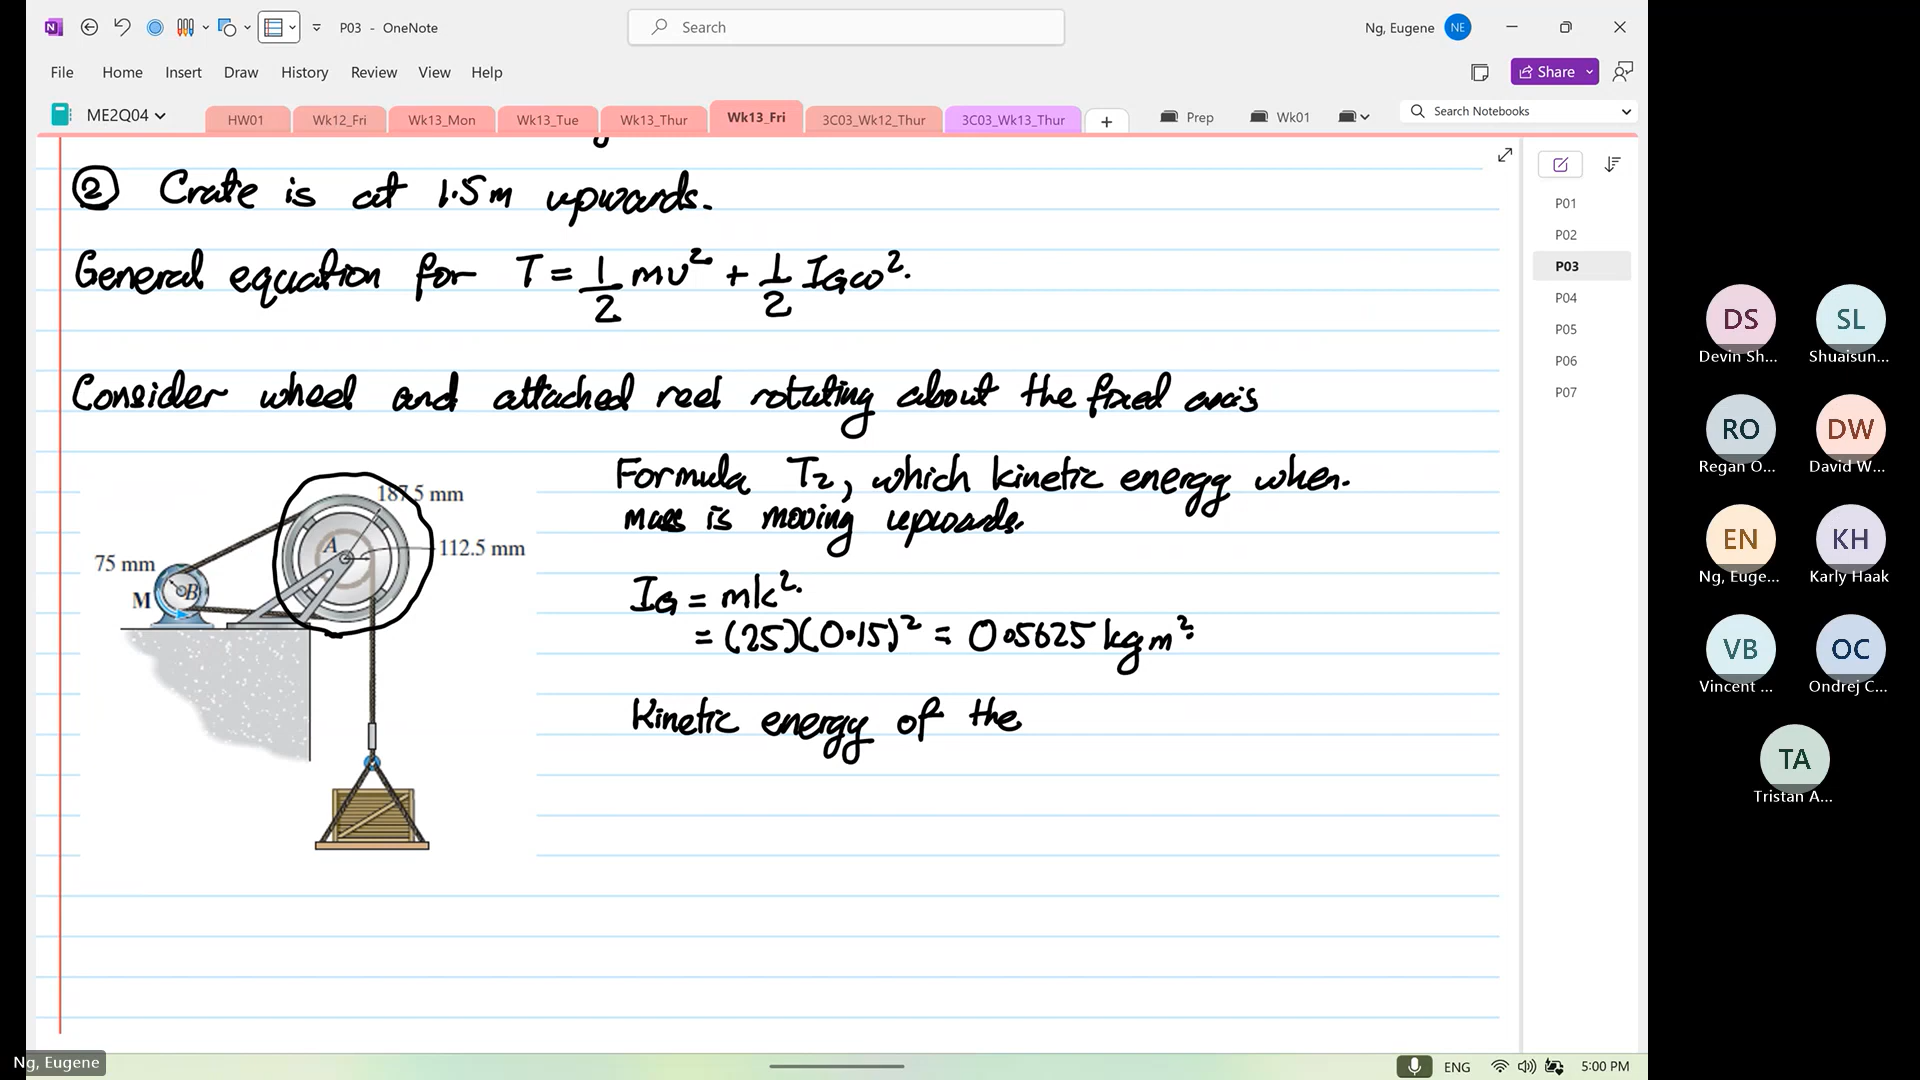 P03 - OneNote
Search
Ng, Eugene
NE
File Home Insert Draw History Review View Help
Share
ME2Q04
HW01
Wk12_Fri
Wk13_Mon
Wk13_Tue
Wk13_Thur
Wk13_Fri
3C03_Wk12_Thur
3C03_Wk13_Thur
+
Prep
Wk01
Search Notebooks
② Crate is at 1.5m upwards.
General equation for T = 1/2 mv² + 1/2 IGω².
Consider wheel and attached reel rotating about the fixed axis
187.5 mm
A
112.5 mm
75 mm
B
M
Formula T2, which kinetic energy when.
mass is moving upwards.
IG = mk².
= (25)(0.15)² = 0.5625 kgm².
Kinetic energy of the
P01
P02
P03
P04
P05
P06
P07
DS
Devin Sh...
SL
Shuaisun...
RO
Regan O...
DW
David W...
EN
Ng, Euge...
KH
Karly Haak
VB
Vincent ...
OC
Ondrej C...
TA
Tristan A...
Ng, Eugene
ENG
5:00 PM